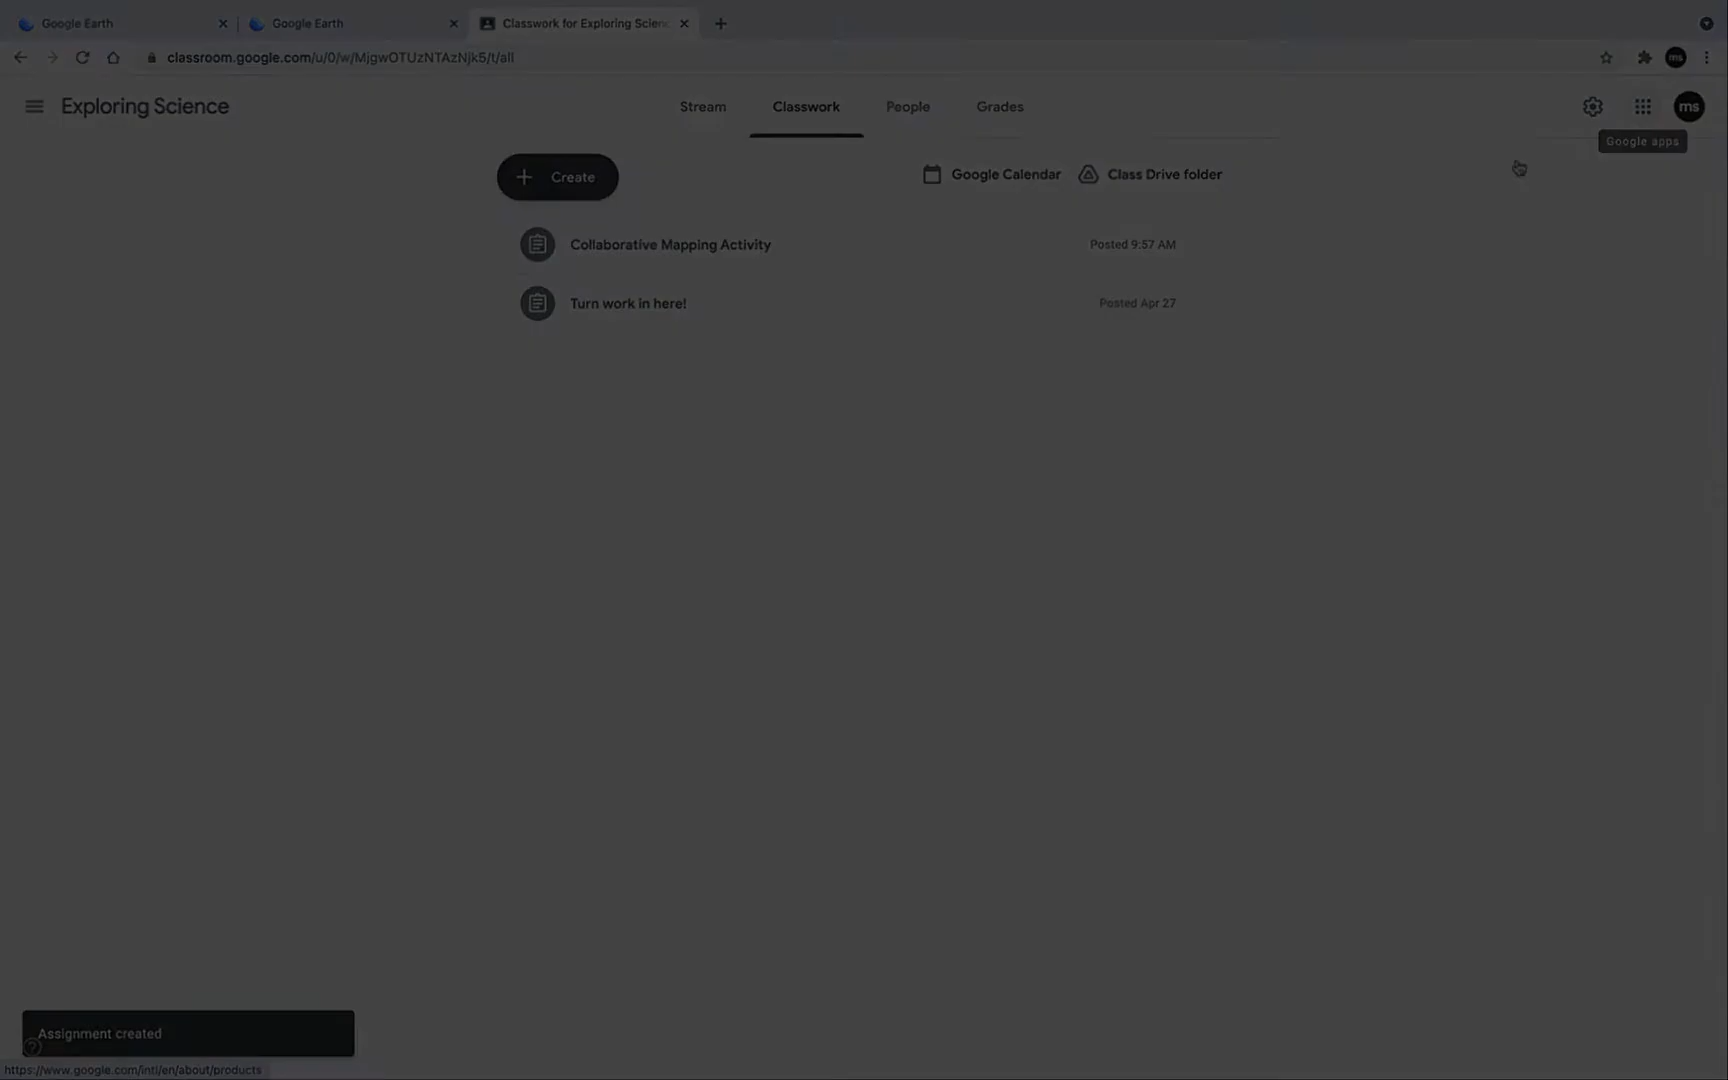 Google Earth
Google Earth
Classwork for Exploring Scienc
classroom.google.com/u/0/w/MjgwOTUzNTAzNjk5/t/all
ms
Exploring Science
Stream
Classwork
People
Grades
ms
Google apps
Create
Google Calendar
Class Drive folder
Collaborative Mapping Activity
Posted 9:57 AM
Turn work in here!
Posted Apr 27
Assignment created
https://www.google.com/intl/en/about/products